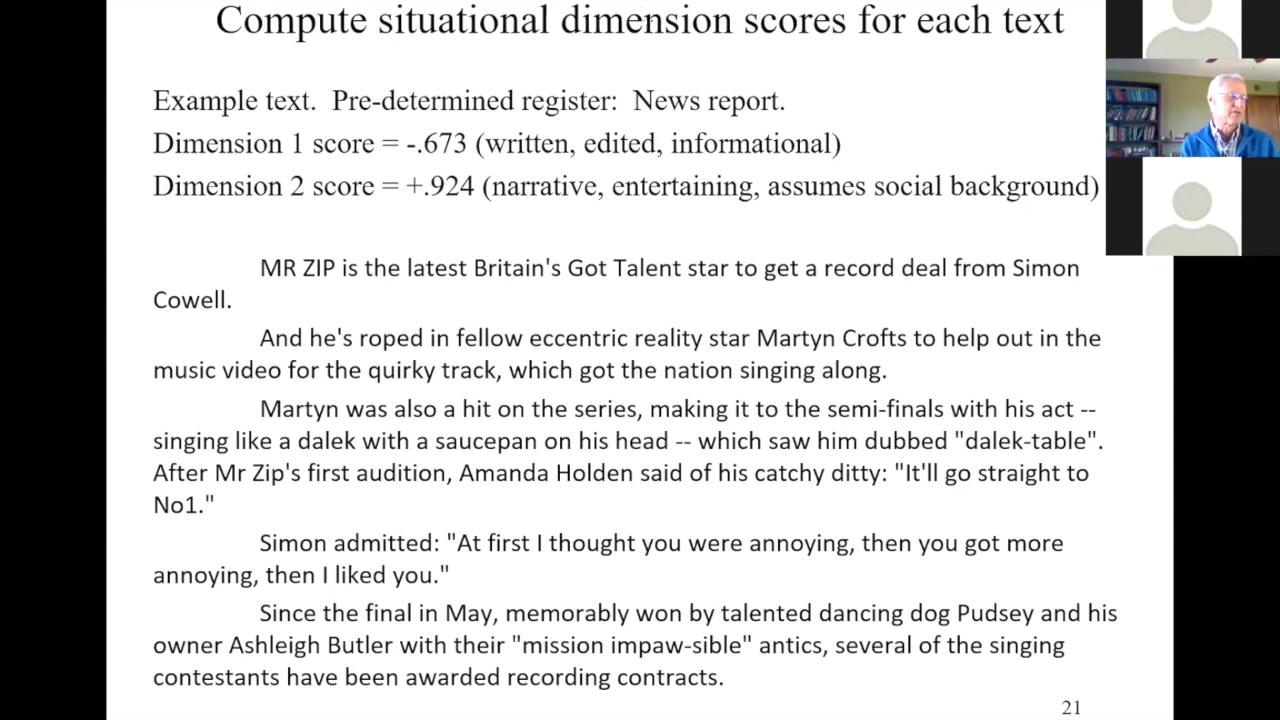 Compute situational dimension scores for each text
Example text.  Pre-determined register:  News report.
Dimension 1 score = -.673 (written, edited, informational)
Dimension 2 score = +.924 (narrative, entertaining, assumes social background)
MR ZIP is the latest Britain's Got Talent star to get a record deal from Simon
Cowell.
And he's roped in fellow eccentric reality star Martyn Crofts to help out in the
music video for the quirky track, which got the nation singing along.
Martyn was also a hit on the series, making it to the semi-finals with his act --
singing like a dalek with a saucepan on his head -- which saw him dubbed "dalek-table".
After Mr Zip's first audition, Amanda Holden said of his catchy ditty: "It'll go straight to
No1."
Simon admitted: "At first I thought you were annoying, then you got more
annoying, then I liked you."
Since the final in May, memorably won by talented dancing dog Pudsey and his
owner Ashleigh Butler with their "mission impaw-sible" antics, several of the singing
contestants have been awarded recording contracts.
21